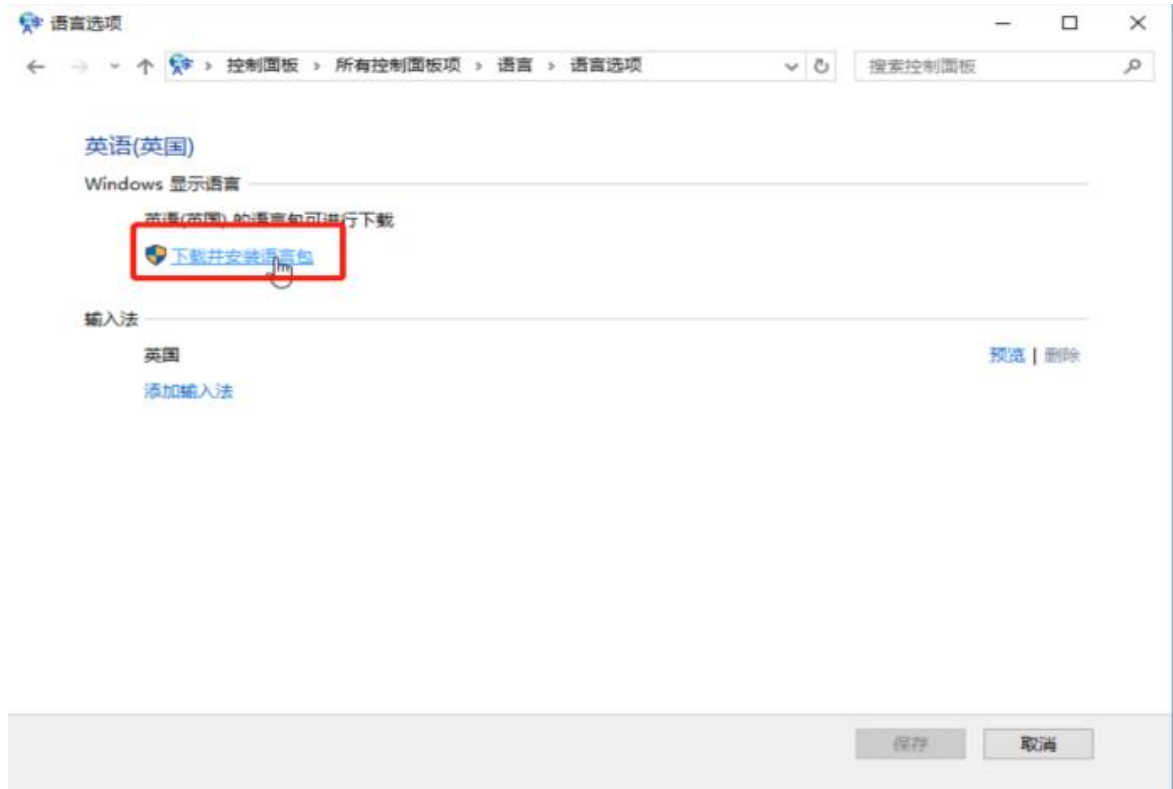 语言选项
控制面板 › 所有控制面板项 › 语言 › 语言选项 搜索控制面板
英语(英国)
Windows 显示语言
英语(英国) 的语言包可进行下载
下载并安装语言包
输入法
英国 预览 | 删除
添加输入法
保存 取消